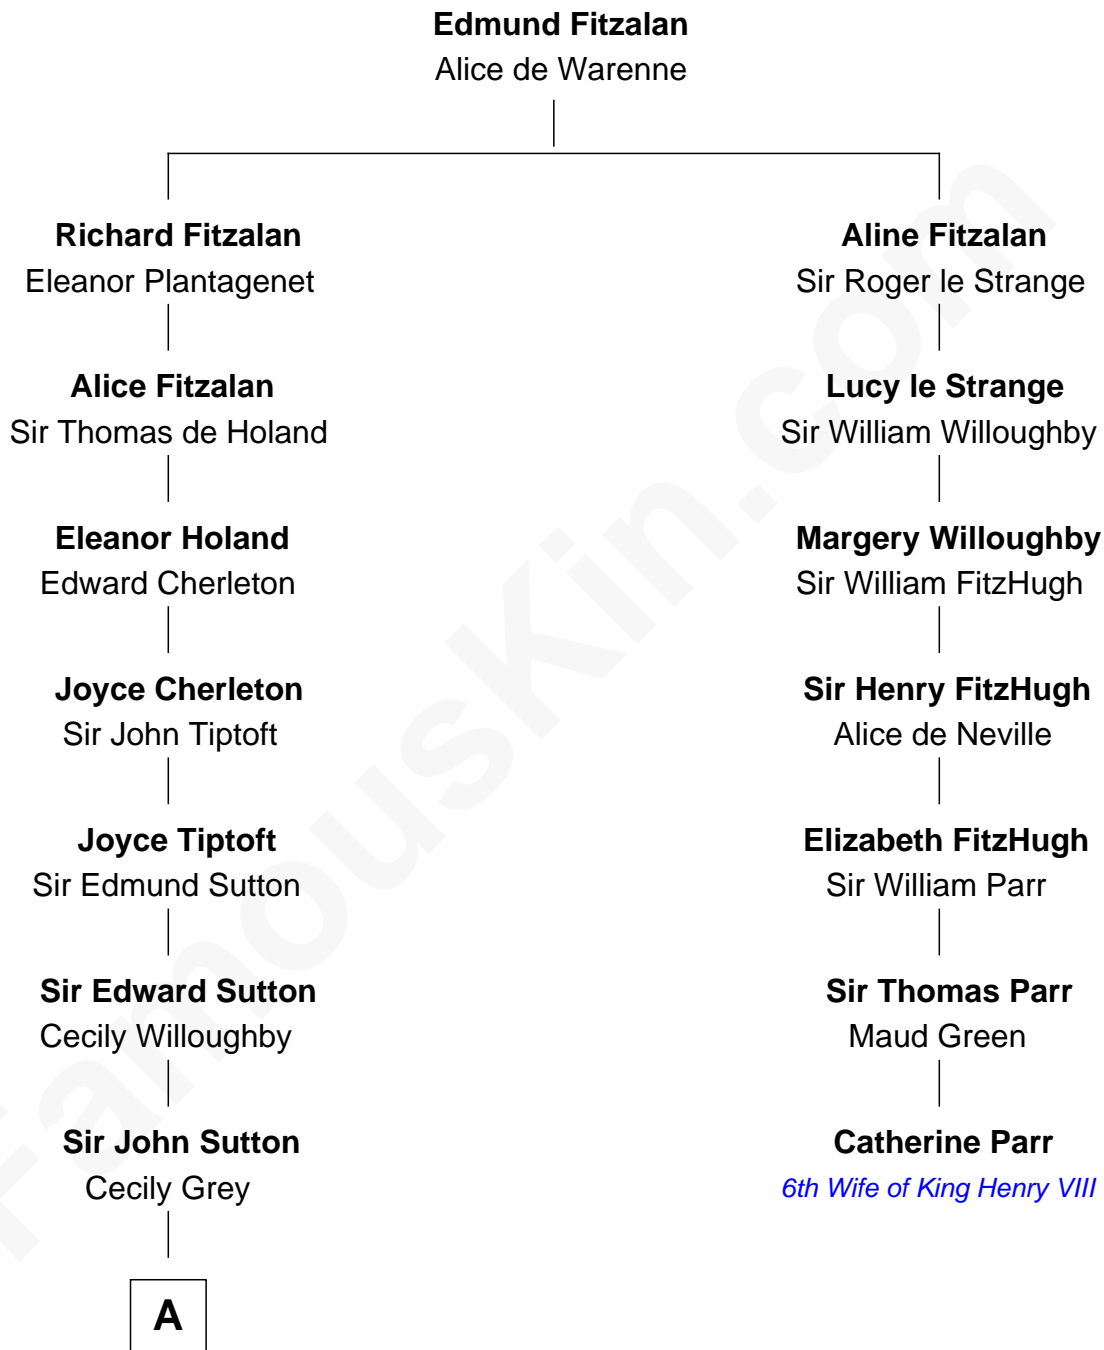 Edmund Fitzalan
Alice de Warenne
Richard Fitzalan
Eleanor Plantagenet
Aline Fitzalan
Sir Roger le Strange
Alice Fitzalan
Sir Thomas de Holand
Lucy le Strange
Sir William Willoughby
Eleanor Holand
Edward Cherleton
Margery Willoughby
Sir William FitzHugh
Joyce Cherleton
Sir John Tiptoft
Sir Henry FitzHugh
Alice de Neville
Joyce Tiptoft
Sir Edmund Sutton
Elizabeth FitzHugh
Sir William Parr
Sir Edward Sutton
Cecily Willoughby
Sir Thomas Parr
Maud Green
Sir John Sutton
Cecily Grey
Catherine Parr
6th Wife of King Henry VIII
A
FamousKin.com